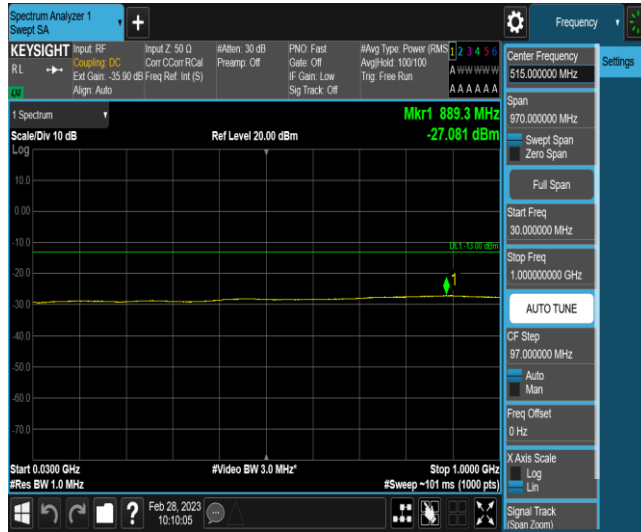 Spectrum Analyzer 1
Swept SA
+
Frequency
KEYSIGHT
RL
Input: RF
Coupling: DC
Ext Gain: -35.90 dB
Align: Auto
Input Z: 50 Ω
Corr CCorr RCal
Freq Ref: Int (S)
#Atten: 30 dB
Preamp: Off
PNO: Fast
Gate: Off
IF Gain: Low
Sig Track: Off
#Avg Type: Power (RMS
Avg|Hold: 100/100
Trig: Free Run
1 2 3 4 5 6
A W W W W W
A A A A A A
1 Spectrum
Scale/Div 10 dB
Ref Level 20.00 dBm
Mkr1 889.3 MHz
-27.081 dBm
Log
10.0
0.00
-10.0
DL1 -13.00 dBm
-20.0
1
-30.0
-40.0
-50.0
-60.0
-70.0
Start 0.0300 GHz
#Video BW 3.0 MHz*
Stop 1.0000 GHz
#Res BW 1.0 MHz
#Sweep ~101 ms (1000 pts)
Feb 28, 2023
10:10:05
?
Settings
Center Frequency
515.000000 MHz
Span
970.000000 MHz
Swept Span
Zero Span
Full Span
Start Freq
30.000000 MHz
Stop Freq
1.000000000 GHz
AUTO TUNE
CF Step
97.000000 MHz
Auto
Man
Freq Offset
0 Hz
X Axis Scale
Log
Lin
Signal Track
(Span Zoom)